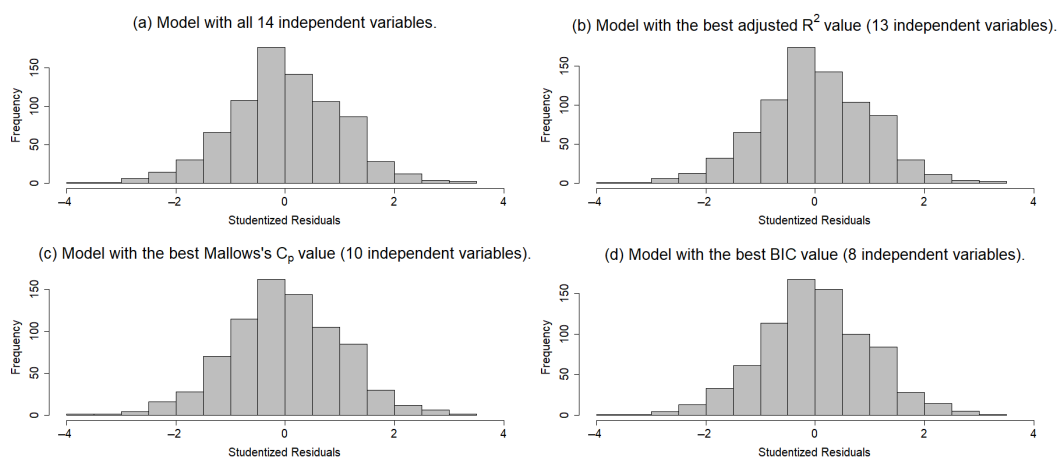 (a) Model with all 14 independent variables.
Frequency
0 50 100 150
–4 –2 0 2 4
Studentized Residuals
(b) Model with the best adjusted R² value (13 independent variables).
Frequency
0 50 100 150
–4 –2 0 2 4
Studentized Residuals
(c) Model with the best Mallows's Cₚ value (10 independent variables).
Frequency
0 50 100 150
–4 –2 0 2 4
Studentized Residuals
(d) Model with the best BIC value (8 independent variables).
Frequency
0 50 100 150
–4 –2 0 2 4
Studentized Residuals